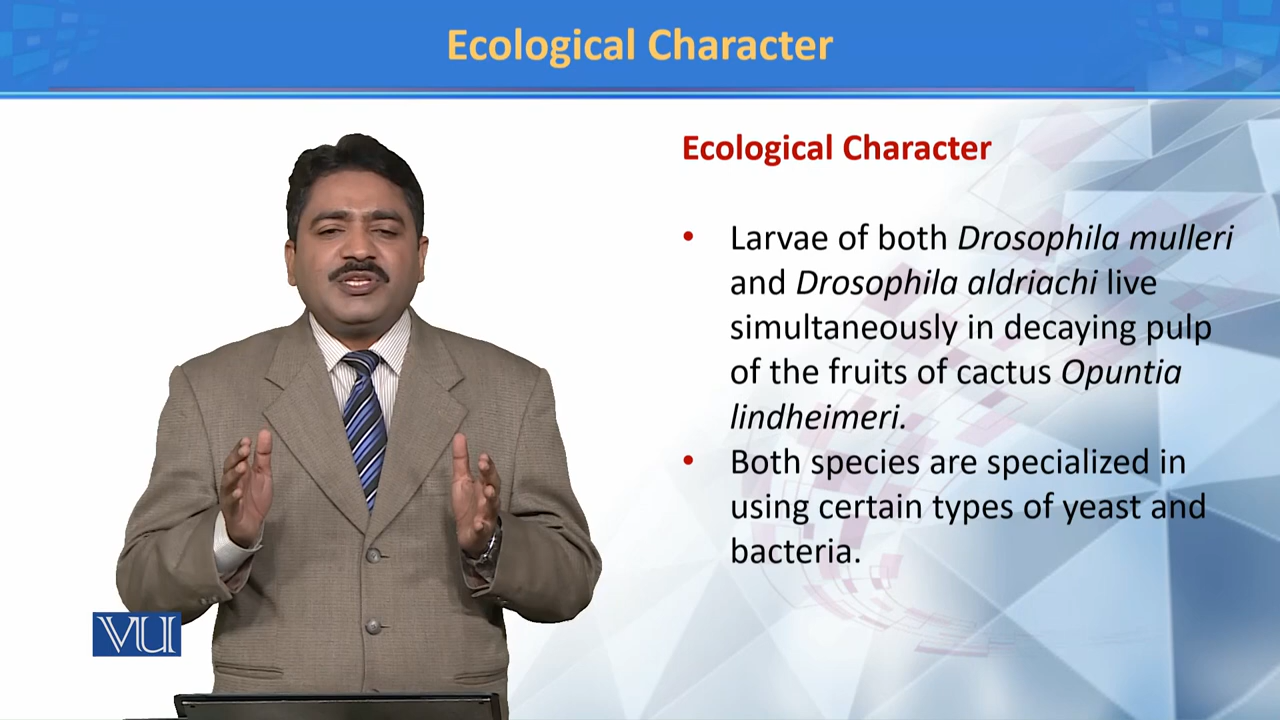 Ecological Character
Ecological Character
• Larvae of both Drosophila mulleri
and Drosophila aldriachi live
simultaneously in decaying pulp
of the fruits of cactus Opuntia
lindheimeri.
• Both species are specialized in
using certain types of yeast and
bacteria.
VU